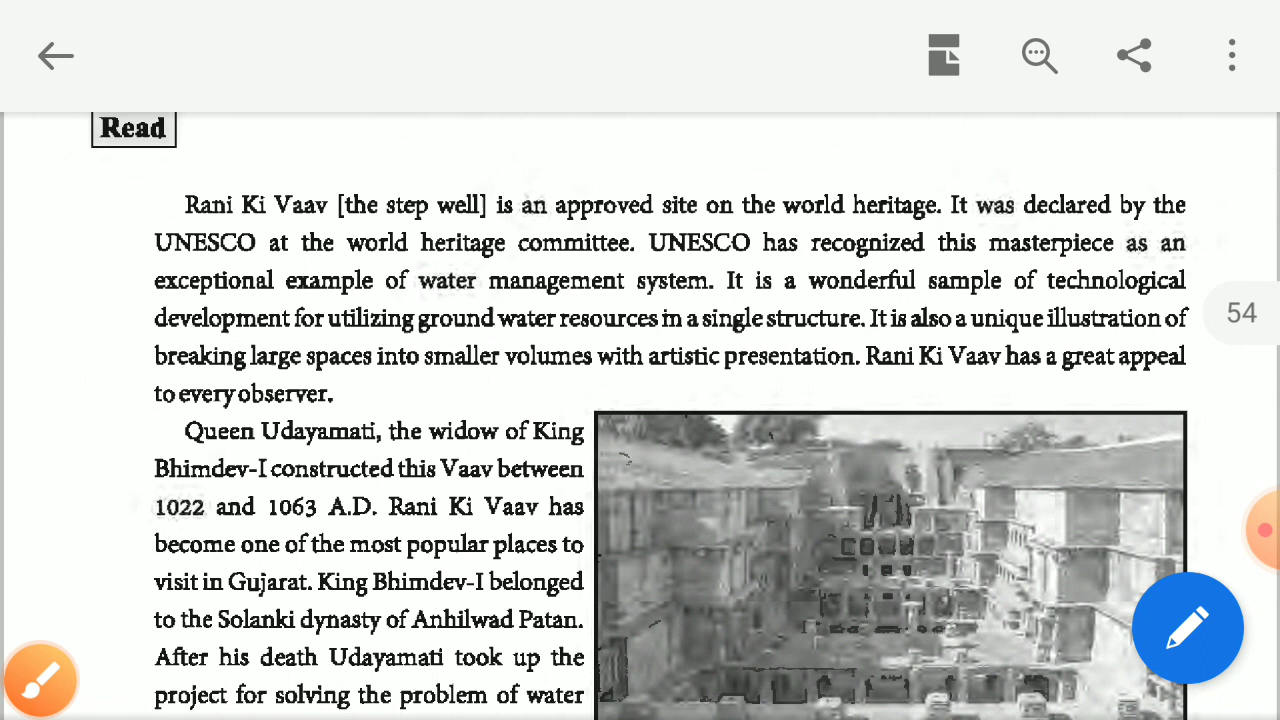 Read
Rani Ki Vaav [the step well] is an approved site on the world heritage. It was declared by the
UNESCO at the world heritage committee. UNESCO has recognized this masterpiece as an
exceptional example of water management system. It is a wonderful sample of technological
development for utilizing ground water resources in a single structure. It is also a unique illustration of
breaking large spaces into smaller volumes with artistic presentation. Rani Ki Vaav has a great appeal
to every observer.
Queen Udayamati, the widow of King
Bhimdev-I constructed this Vaav between
1022 and 1063 A.D. Rani Ki Vaav has
become one of the most popular places to
visit in Gujarat. King Bhimdev-I belonged
to the Solanki dynasty of Anhilwad Patan.
After his death Udayamati took up the
project for solving the problem of water
54